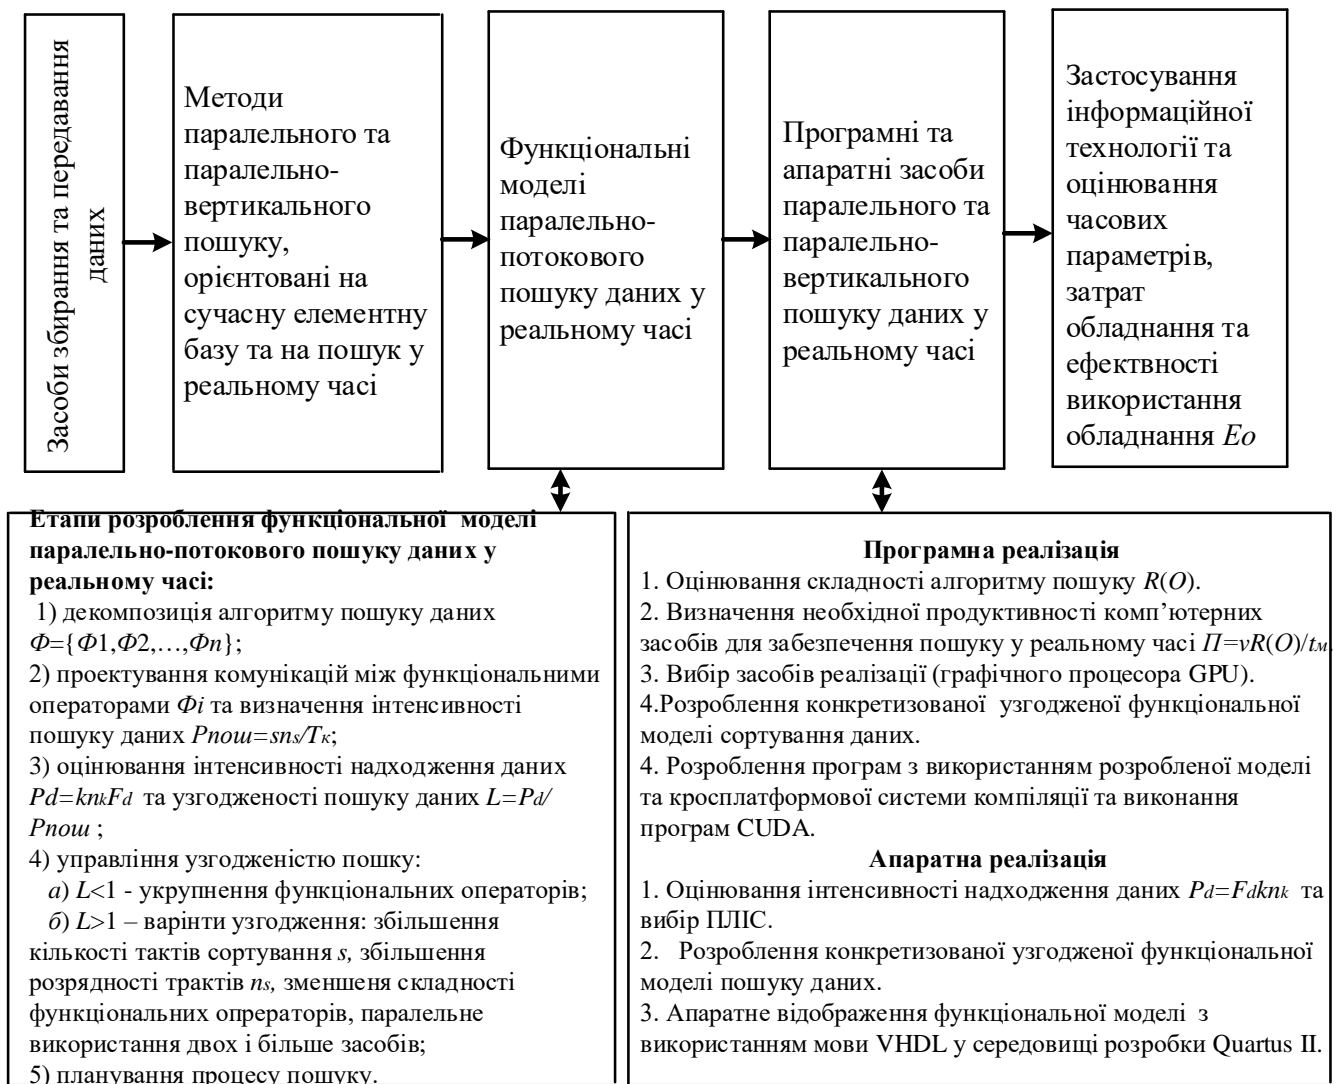 Засоби збирання та передавання
даних
Методи
паралельного та
паралельно-
вертикального
пошуку,
орієнтовані на
сучасну елементну
базу та на пошук у
реальному часі
Функціональні
моделі
паралельно-
потокового
пошуку даних у
реальному часі
Програмні та
апаратні засоби
паралельного та
паралельно-
вертикального
пошуку даних у
реальному часі
Застосування
інформаційної
технології та
оцінювання
часових
параметрів,
затрат
обладнання та
ефектвності
використання
обладнання Ео
Етапи розроблення функціональної моделі
паралельно-потокового пошуку даних у
реальному часі:
1) декомпозиція алгоритму пошуку даних
Ф={Ф1,Ф2,…,Фn};
2) проектування комунікацій між функціональними
операторами Фi та визначення інтенсивності
пошуку даних Рпош=sns/Тк;
3) оцінювання інтенсивності надходження даних
Pd=knkFd та узгодженості пошуку даних L=Pd/
Рпош ;
4) управління узгодженістю пошку:
а) L<1 - укрупнення функціональних операторів;
б) L>1 – варінти узгодження: збільшення
кількості тактів сортування s, збільшення
розрядності трактів ns, зменшеня складності
функціональних опрераторів, паралельне
використання двох і більше засобів;
5) планування процесу пошуку.
Програмна реалізація
1. Оцінювання складності алгоритму пошуку R(O).
2. Визначення необхідної продуктивності комп’ютерних
засобів для забезпечення пошуку у реальному часі П=vR(O)/tм.
3. Вибір засобів реалізації (графічного процесора GPU).
4.Розроблення конкретизованої узгодженої функціональної
моделі сортування даних.
4. Розроблення програм з використанням розробленої моделі
та кросплатформової системи компіляції та виконання
програм CUDA.
Апаратна реалізація
1. Оцінювання інтенсивності надходження даних Pd=Fdknk та
вибір ПЛІС.
2. Розроблення конкретизованої узгодженої функціональної
моделі пошуку даних.
3. Апаратне відображення функціональної моделі з
використанням мови VHDL у середовищі розробки Quartus II.